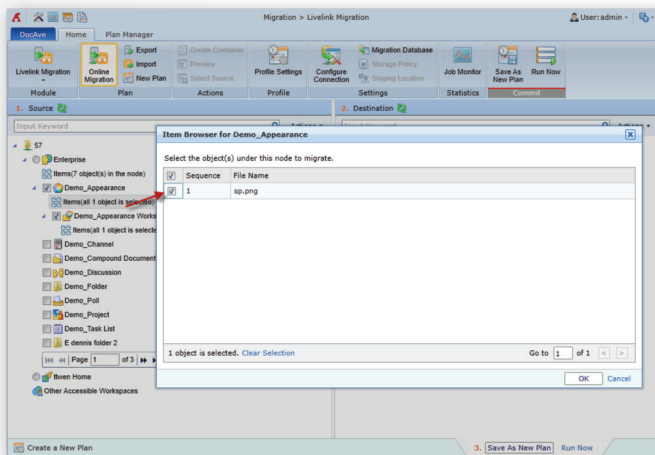 Migration > Livelink Migration
User: admin
DocAve Home Plan Manager
Livelink Migration
Online Migration
Export
Import
New Plan
Create Container
Preview
Select Source
Profile Settings
Configure Connection
Migration Database
Storage Policy
Staging Location
Job Monitor
Save As New Plan
Run Now
Module Plan Actions Profile Settings Statistics Commit
1. Source
2. Destination
Input Keyword
Item Browser for Demo_Appearance
Select the object(s) under this node to migrate.
Sequence File Name
1 sp.png
57
Enterprise
Items(7 object(s) in the node)
Demo_Appearance
Items(all 1 object is selected)
Demo_Appearance Works
Items(all 1 object is selecte
Demo_Channel
Demo_Compound Document
Demo_Discussion
Demo_Folder
Demo_Poll
Demo_Project
Demo_Task List
E dennis folder 2
Page 1 of 3
ttwen Home
Other Accessible Workspaces
1 object is selected. Clear Selection
Go to 1 of 1 < >
OK Cancel
Create a New Plan
3. Save As New Plan Run Now